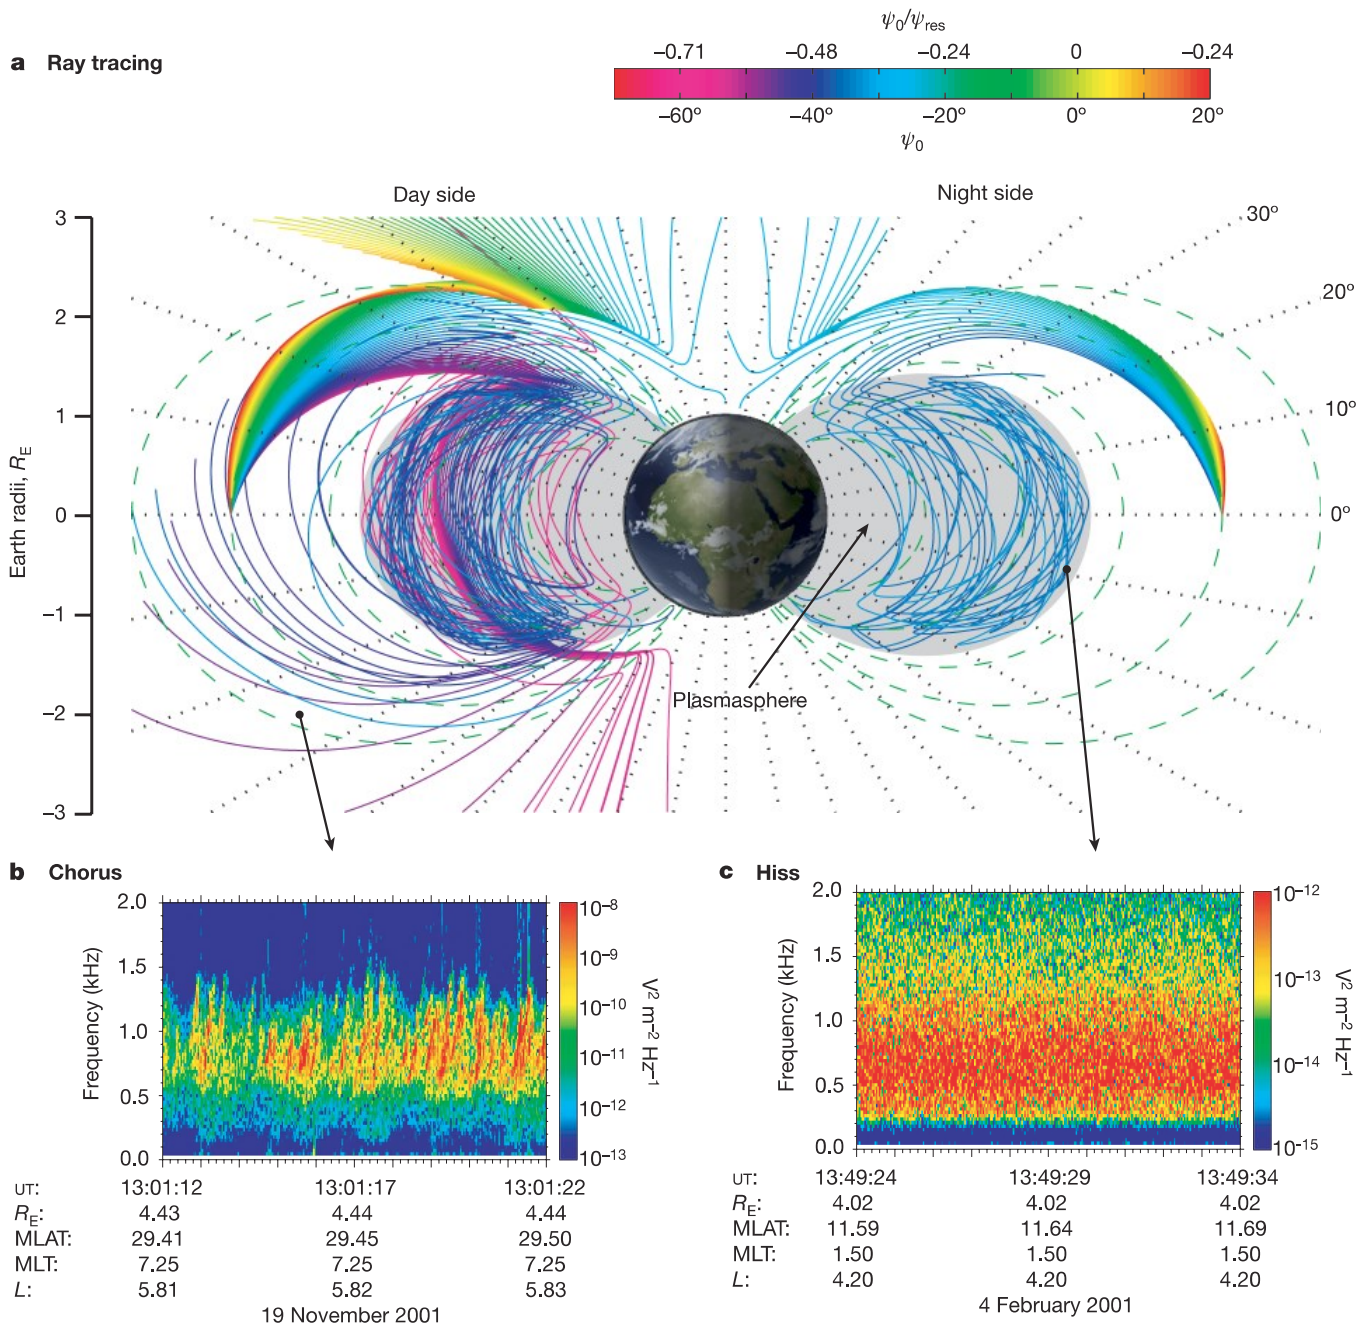 ψ0/ψres
a Ray tracing
−0.71 −0.48 −0.24 0 −0.24
−60° −40° −20° 0° 20°
ψ0
Day side
Night side
30°
20°
10°
0°
3
2
1
0
−1
−2
−3
Earth radii, RE
Plasmasphere
b Chorus
2.0
1.5
1.0
0.5
0.0
Frequency (kHz)
10−8
10−9
10−10
10−11
10−12
10−13
V2 m−2 Hz−1
UT: 13:01:12 13:01:17 13:01:22
RE: 4.43 4.44 4.44
MLAT: 29.41 29.45 29.50
MLT: 7.25 7.25 7.25
L: 5.81 5.82 5.83
19 November 2001
c Hiss
2.0
1.5
1.0
0.5
0.0
Frequency (kHz)
10−12
10−13
10−14
10−15
V2 m−2 Hz−1
UT: 13:49:24 13:49:29 13:49:34
RE: 4.02 4.02 4.02
MLAT: 11.59 11.64 11.69
MLT: 1.50 1.50 1.50
L: 4.20 4.20 4.20
4 February 2001